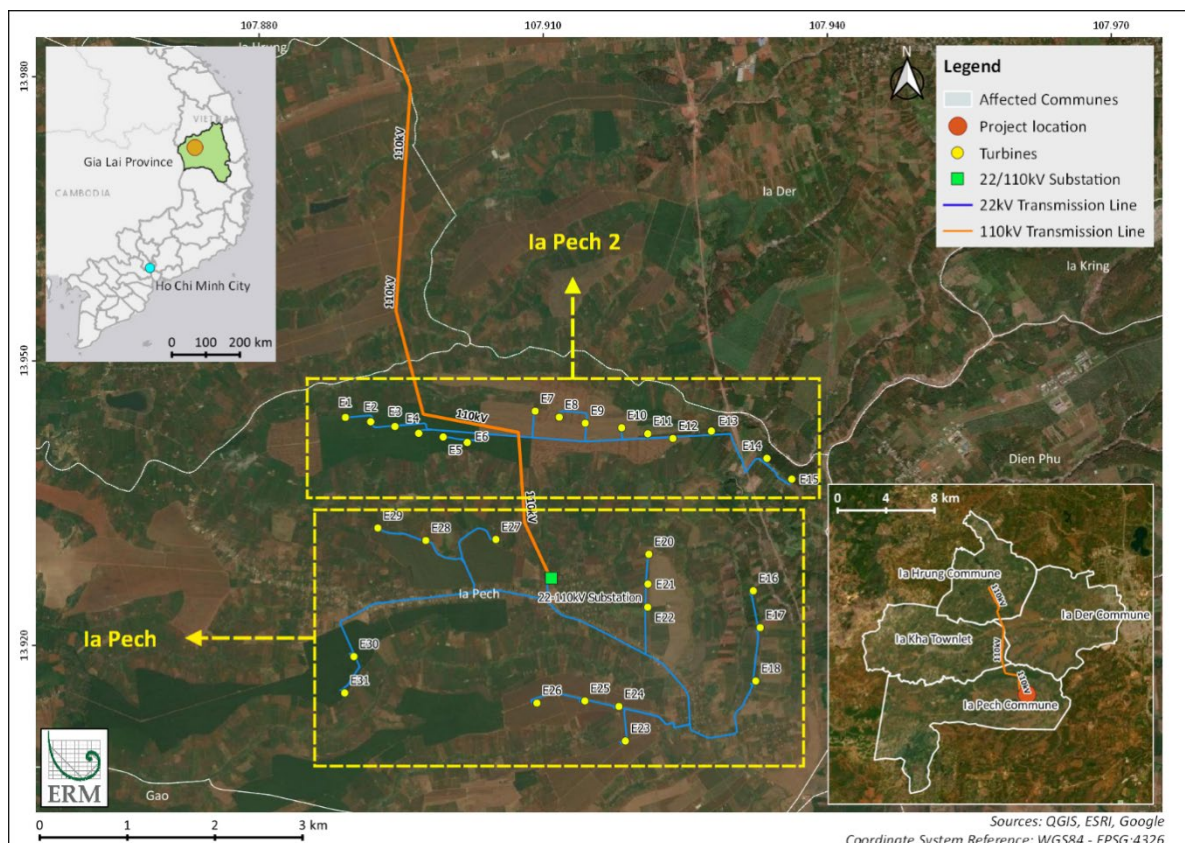 107.880
107.910
107.940
107.970
13.980
13.950
13.920
Ia Hrung
VIETNAM
Gia Lai Province
CAMBODIA
Ho Chi Minh City
0 100 200 km
N
Legend
Affected Communes
Project location
Turbines
22/110kV Substation
22kV Transmission Line
110kV Transmission Line
110kV
110kV
110kV
110kV
Ia Der
Ia Kring
Dien Phu
Ia Pech 2
E1
E2
E3
E4
E5
E6
E7
E8
E9
E10
E11
E12
E13
E14
E15
Ia Pech
E29
E28
E27
E20
E21
E22
E16
E17
E18
Ia Pech
22-110kV Substation
E30
E31
E26
E25
E24
E23
0 4 8 km
Ia Hrung Commune
Ia Der Commune
Ia Kha Townlet
Ia Pech Commune
110kV
110kV
110kV
ERM
Gao
0 1 2 3 km
Sources: QGIS, ESRI, Google
Coordinate System Reference: WGS84 - EPSG:4326